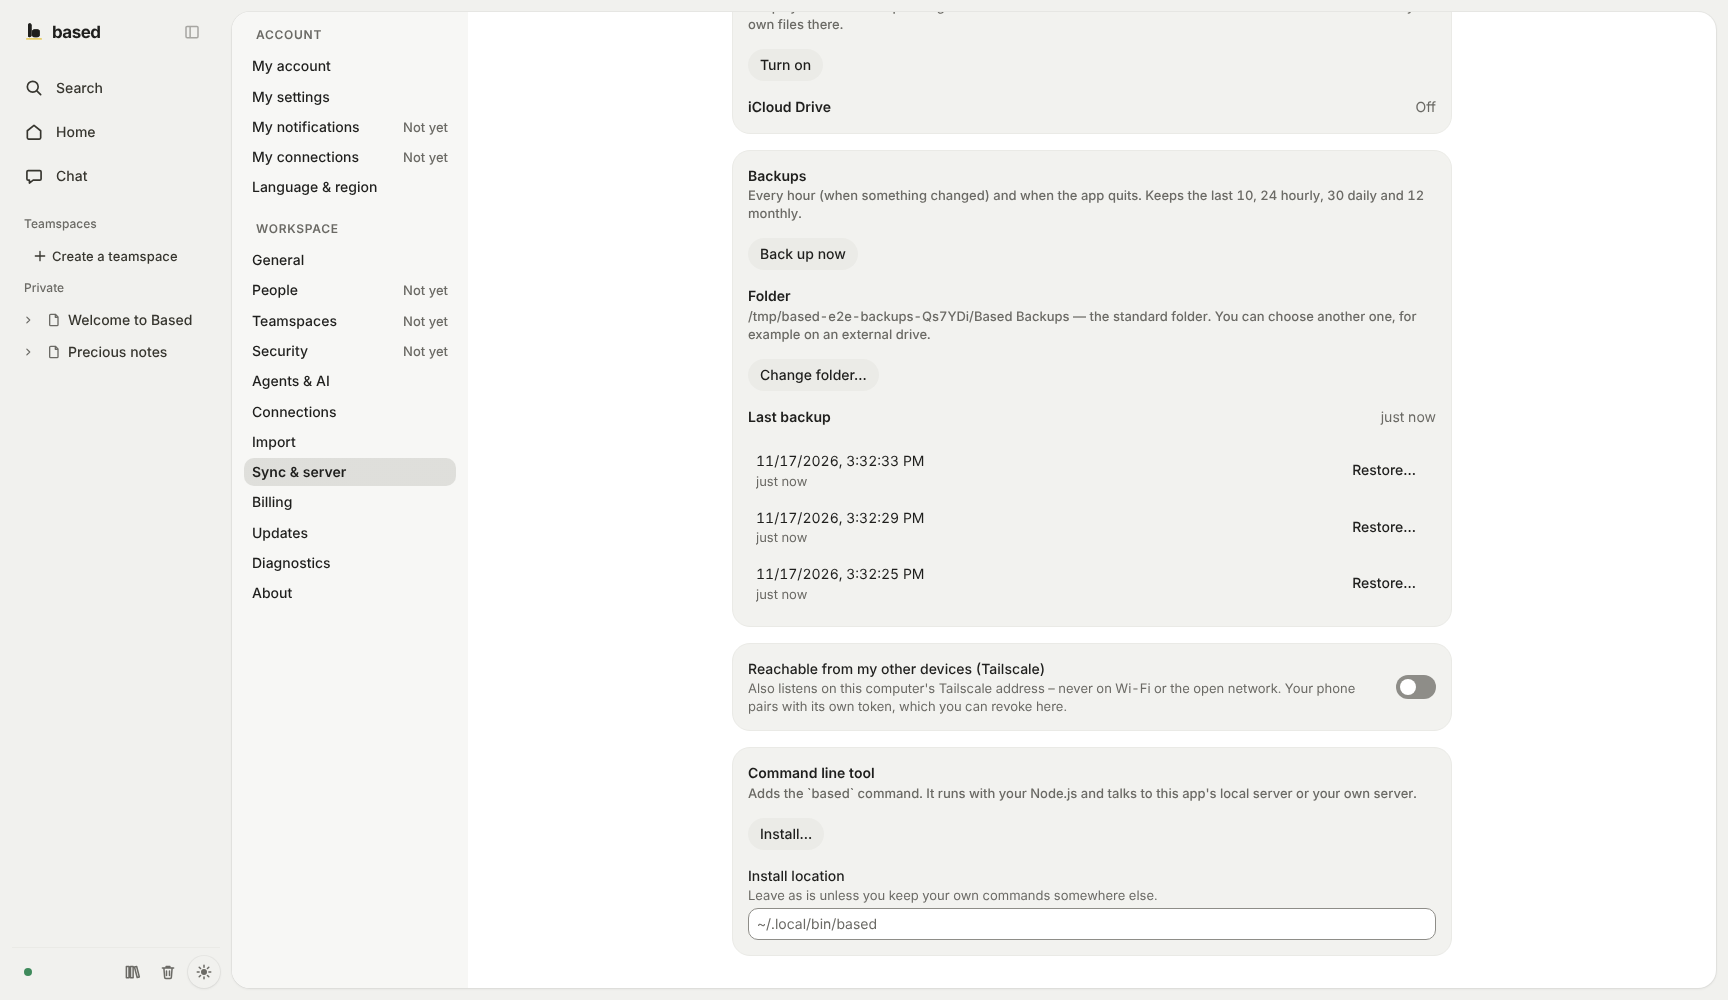 based
Search
Home
Chat
Teamspaces
Create a teamspace
Private
Welcome to Based
Precious notes
ACCOUNT
My account
My settings
My notifications Not yet
My connections Not yet
Language & region
WORKSPACE
General
People Not yet
Teamspaces Not yet
Security Not yet
Agents & AI
Connections
Import
Sync & server
Billing
Updates
Diagnostics
About
own files there.
Turn on
iCloud Drive Off
Backups
Every hour (when something changed) and when the app quits. Keeps the last 10, 24 hourly, 30 daily and 12
monthly.
Back up now
Folder
/tmp/based-e2e-backups-Qs7YDi/Based Backups — the standard folder. You can choose another one, for
example on an external drive.
Change folder...
Last backup just now
11/17/2026, 3:32:33 PM
just now
Restore...
11/17/2026, 3:32:29 PM
just now
Restore...
11/17/2026, 3:32:25 PM
just now
Restore...
Reachable from my other devices (Tailscale)
Also listens on this computer's Tailscale address – never on Wi-Fi or the open network. Your phone
pairs with its own token, which you can revoke here.
Command line tool
Adds the `based` command. It runs with your Node.js and talks to this app's local server or your own server.
Install...
Install location
Leave as is unless you keep your own commands somewhere else.
~/.local/bin/based